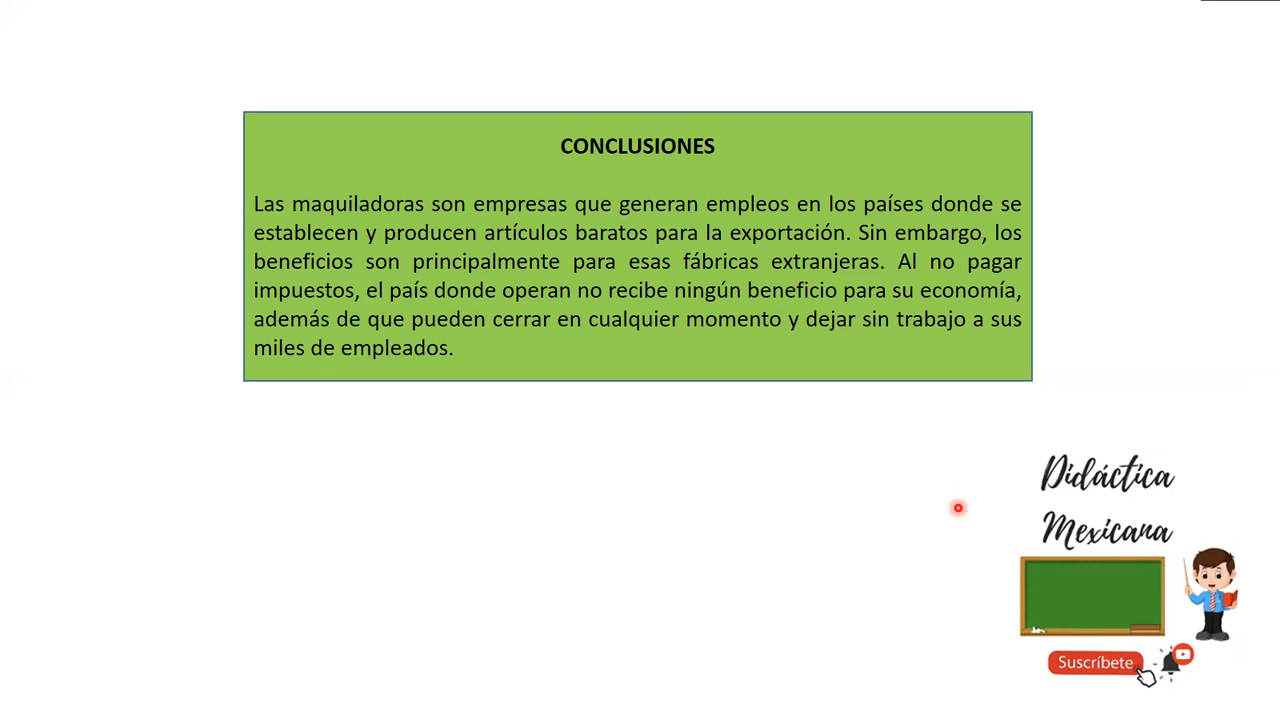 CONCLUSIONES
Las maquiladoras son empresas que generan empleos en los países donde se
establecen y producen artículos baratos para la exportación. Sin embargo, los
beneficios son principalmente para esas fábricas extranjeras. Al no pagar
impuestos, el país donde operan no recibe ningún beneficio para su economía,
además de que pueden cerrar en cualquier momento y dejar sin trabajo a sus
miles de empleados.
Didáctica
Mexicana
Suscríbete